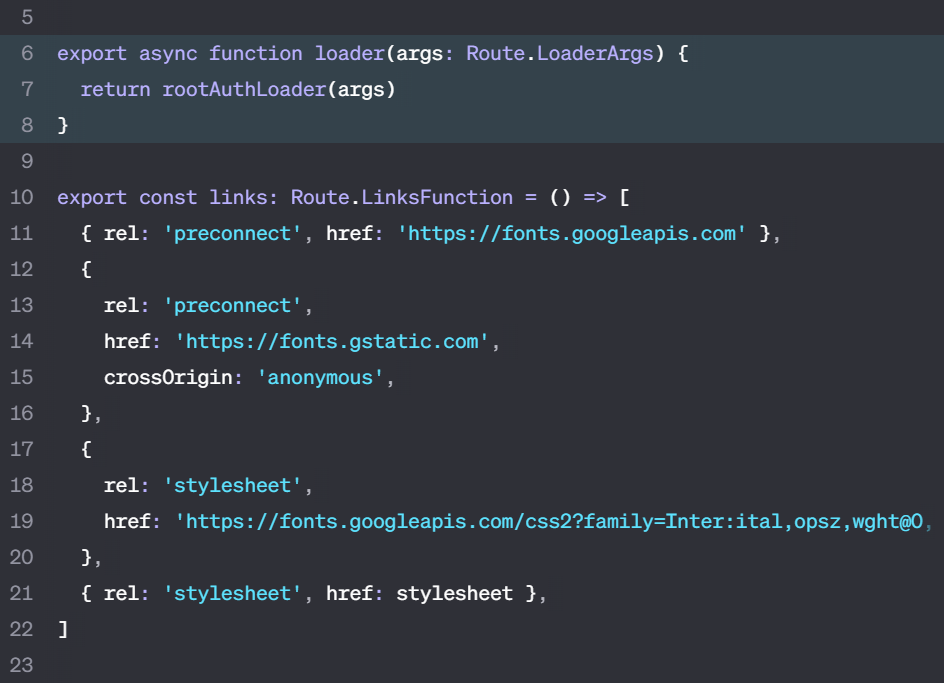 5
6 export async function loader(args: Route.LoaderArgs) {
7   return rootAuthLoader(args)
8 }
9
10 export const links: Route.LinksFunction = () => [
11   { rel: 'preconnect', href: 'https://fonts.googleapis.com' },
12   {
13     rel: 'preconnect',
14     href: 'https://fonts.gstatic.com',
15     crossOrigin: 'anonymous',
16   },
17   {
18     rel: 'stylesheet',
19     href: 'https://fonts.googleapis.com/css2?family=Inter:ital,opsz,wght@0,
20   },
21   { rel: 'stylesheet', href: stylesheet },
22 ]
23